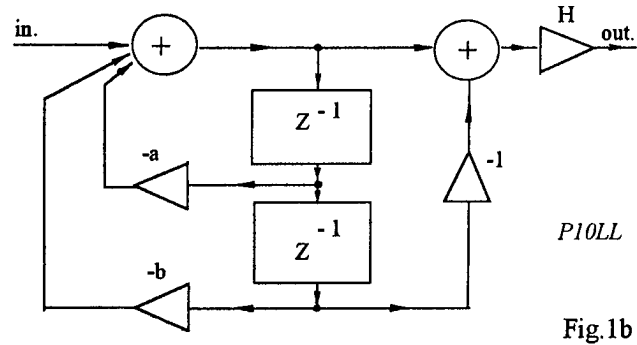 H
in.
+
+
out.
Z -1
-a
-1
Z -1
P10LL
-b
Fig.1b